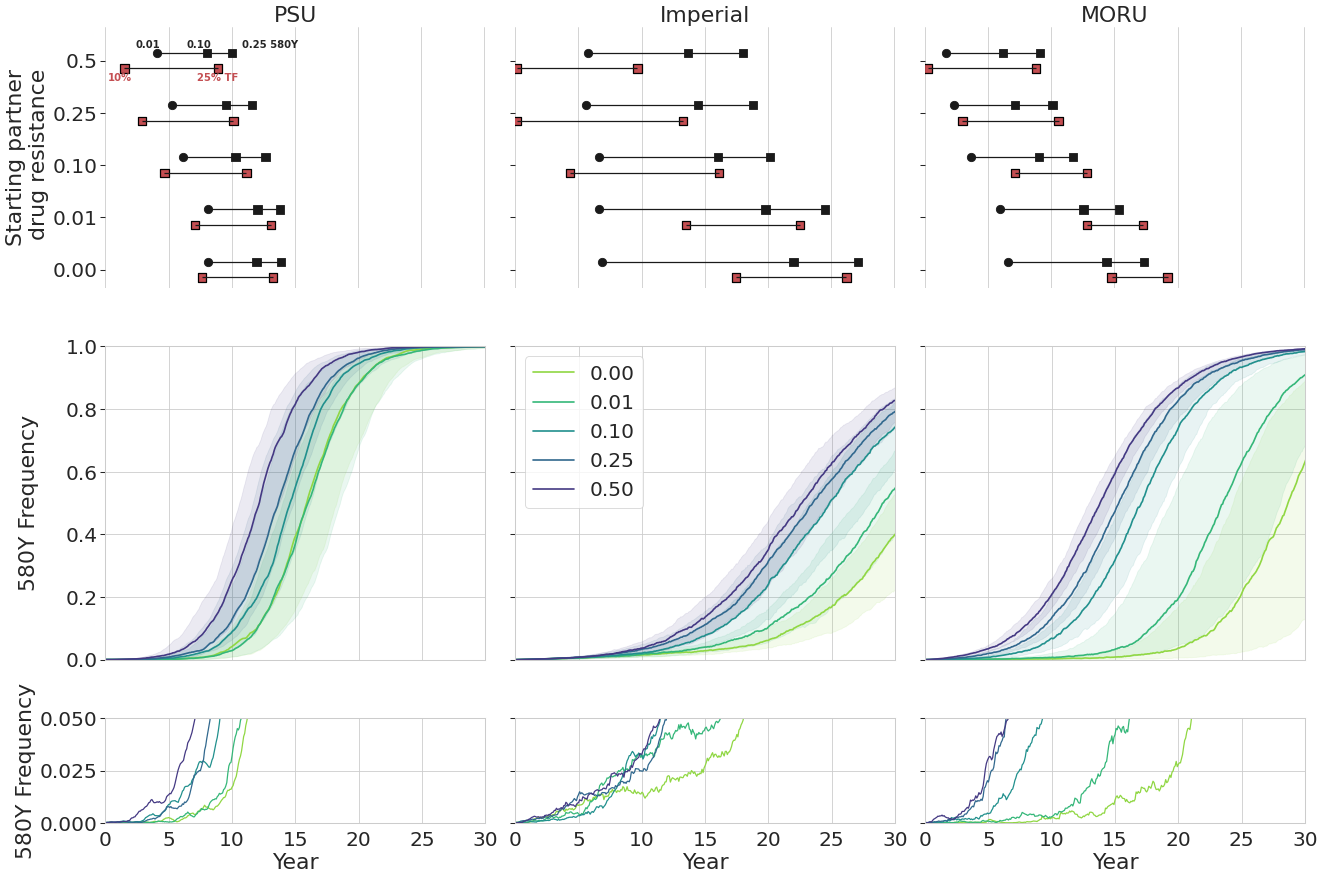 PSU
Imperial
MORU
Starting partner
drug resistance
0.5
0.25
0.10
0.01
0.00
0.01 0.10 0.25 580Y
10% 25% TF
580Y Frequency
1.0
0.8
0.6
0.4
0.2
0.0
0.00
0.01
0.10
0.25
0.50
580Y Frequency
0.050
0.025
0.000
0 5 10 15 20 25 30
0 5 10 15 20 25 30
0 5 10 15 20 25 30
Year
Year
Year